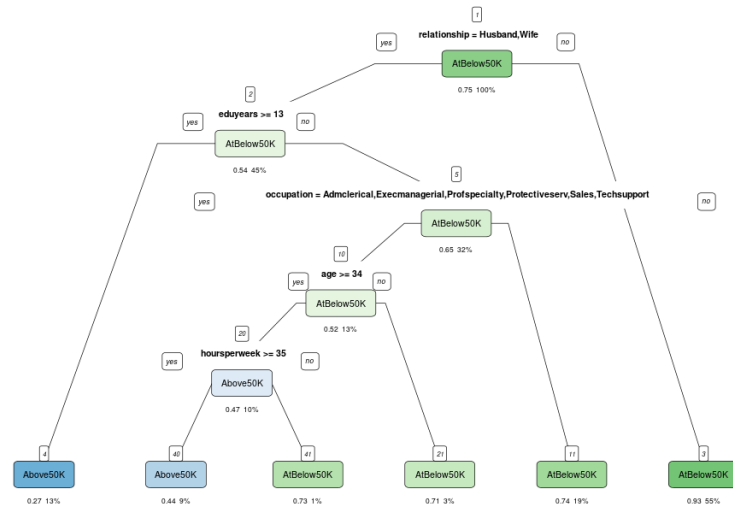 1
relationship = Husband,Wife
yes
no
AtBelow50K
0.75 100%
2
eduyears >= 13
yes
no
AtBelow50K
0.54 45%
5
occupation = Admclerical,Execmanagerial,Profspecialty,Protectiveserv,Sales,Techsupport
yes
no
AtBelow50K
0.65 32%
10
age >= 34
yes
no
AtBelow50K
0.52 13%
20
hoursperweek >= 35
yes
no
Above50K
0.47 10%
4
40
41
21
11
3
Above50K
Above50K
AtBelow50K
AtBelow50K
AtBelow50K
AtBelow50K
0.27 13%
0.44 9%
0.73 1%
0.71 3%
0.74 19%
0.93 55%